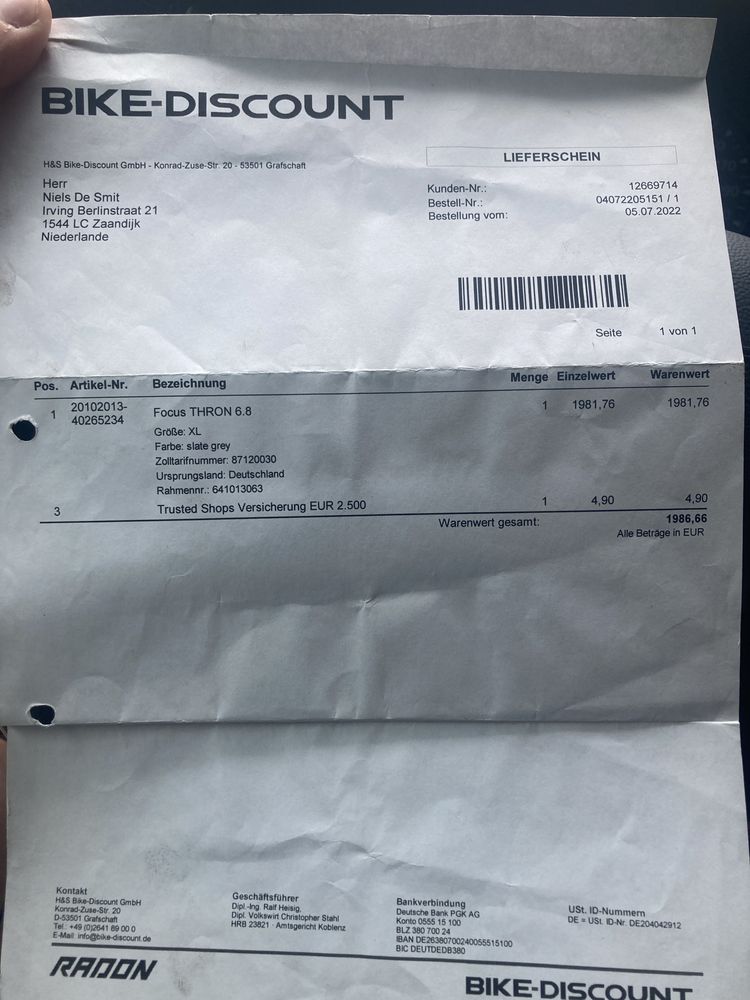 BIKE-DISCOUNT
LIEFERSCHEIN
H&S Bike-Discount GmbH - Konrad-Zuse-Str. 20 - 53501 Grafschaft
Herr
Niels De Smit
Irving Berlinstraat 21
1544 LC Zaandijk
Niederlande
Kunden-Nr.: 12669714
Bestell-Nr.: 04072205151 / 1
Bestellung vom: 05.07.2022
Seite 1 von 1
Pos. Artikel-Nr. Bezeichnung Menge Einzelwert Warenwert
1 20102013-40265234 Focus THRON 6.8 1 1981,76 1981,76
Größe: XL
Farbe: slate grey
Zolltarifnummer: 87120030
Ursprungsland: Deutschland
Rahmennr.: 641013063
3 Trusted Shops Versicherung EUR 2.500 1 4,90 4,90
Warenwert gesamt: 1986,66
Alle Beträge in EUR
Kontakt
H&S Bike-Discount GmbH
Konrad-Zuse-Str. 20
D-53501 Grafschaft
Tel.: +49 (0)2641 89 00 0
E-Mail: info@bike-discount.de
Geschäftsführer
Dipl.-Ing. Ralf Heisig,
Dipl. Volkswirt Christopher Stahl
HRB 23821 · Amtsgericht Koblenz
Bankverbindung
Deutsche Bank PGK AG
Konto 0555 15 100
BLZ 380 700 24
IBAN DE26380700240055515100
BIC DEUTDEDB380
USt. ID-Nummern
DE = USt. ID-Nr. DE204042912
RADON
BIKE-DISCOUNT